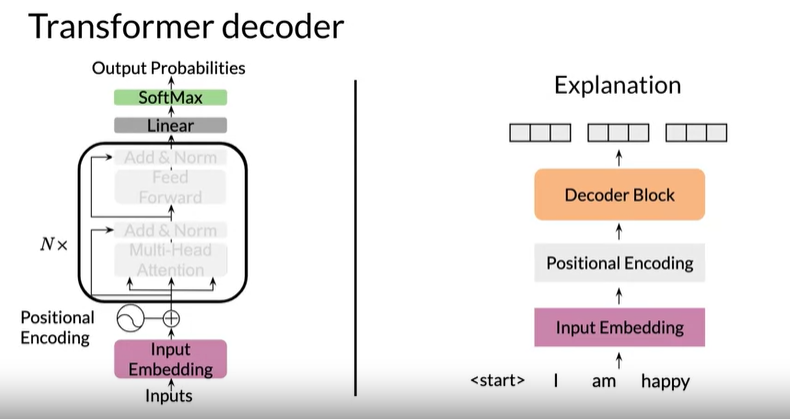 Transformer decoder
Output Probabilities
SoftMax
Linear
Add & Norm
Feed
Forward
Add & Norm
Multi-Head
Attention
N×
Positional
Encoding
Input
Embedding
Inputs
Explanation
Decoder Block
Positional Encoding
Input Embedding
<start> I am happy